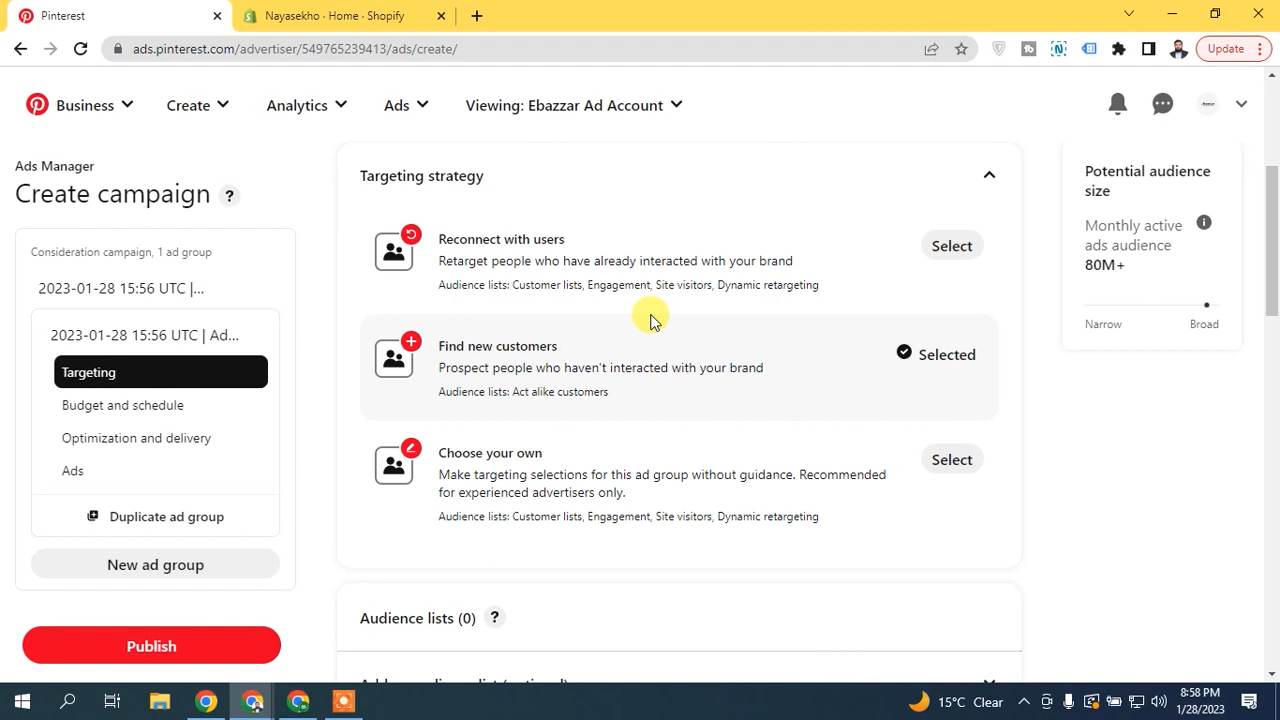 Pinterest
Nayasekho - Home · Shopify
ads.pinterest.com/advertiser/549765239413/ads/create/
Update
Business
Create
Analytics
Ads
Viewing: Ebazzar Ad Account
Ads Manager
Create campaign
?
Consideration campaign, 1 ad group
2023-01-28 15:56 UTC |...
2023-01-28 15:56 UTC | Ad...
Targeting
Budget and schedule
Optimization and delivery
Ads
Duplicate ad group
New ad group
Publish
Targeting strategy
Reconnect with users
Retarget people who have already interacted with your brand
Audience lists: Customer lists, Engagement, Site visitors, Dynamic retargeting
Select
Find new customers
Prospect people who haven't interacted with your brand
Audience lists: Act alike customers
Selected
Choose your own
Make targeting selections for this ad group without guidance. Recommended
for experienced advertisers only.
Audience lists: Customer lists, Engagement, Site visitors, Dynamic retargeting
Select
Audience lists (0)
?
Potential audience
size
Monthly active
ads audience
80M+
Narrow
Broad
15°C Clear
8:58 PM
1/28/2023